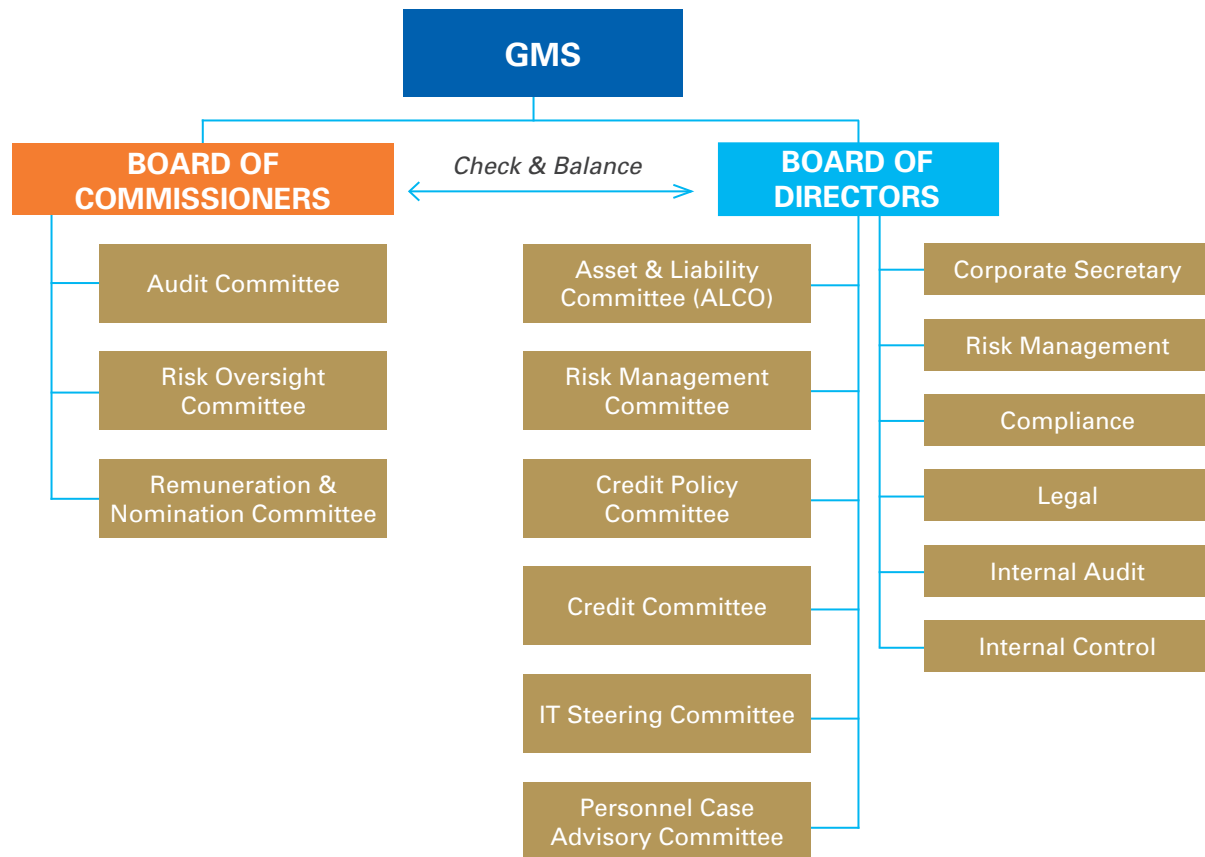 GMS
BOARD OF
COMMISSIONERS
Check & Balance
BOARD OF
DIRECTORS
Audit Committee
Risk Oversight
Committee
Remuneration &
Nomination Committee
Asset & Liability
Committee (ALCO)
Risk Management
Committee
Credit Policy
Committee
Credit Committee
IT Steering Committee
Personnel Case
Advisory Committee
Corporate Secretary
Risk Management
Compliance
Legal
Internal Audit
Internal Control